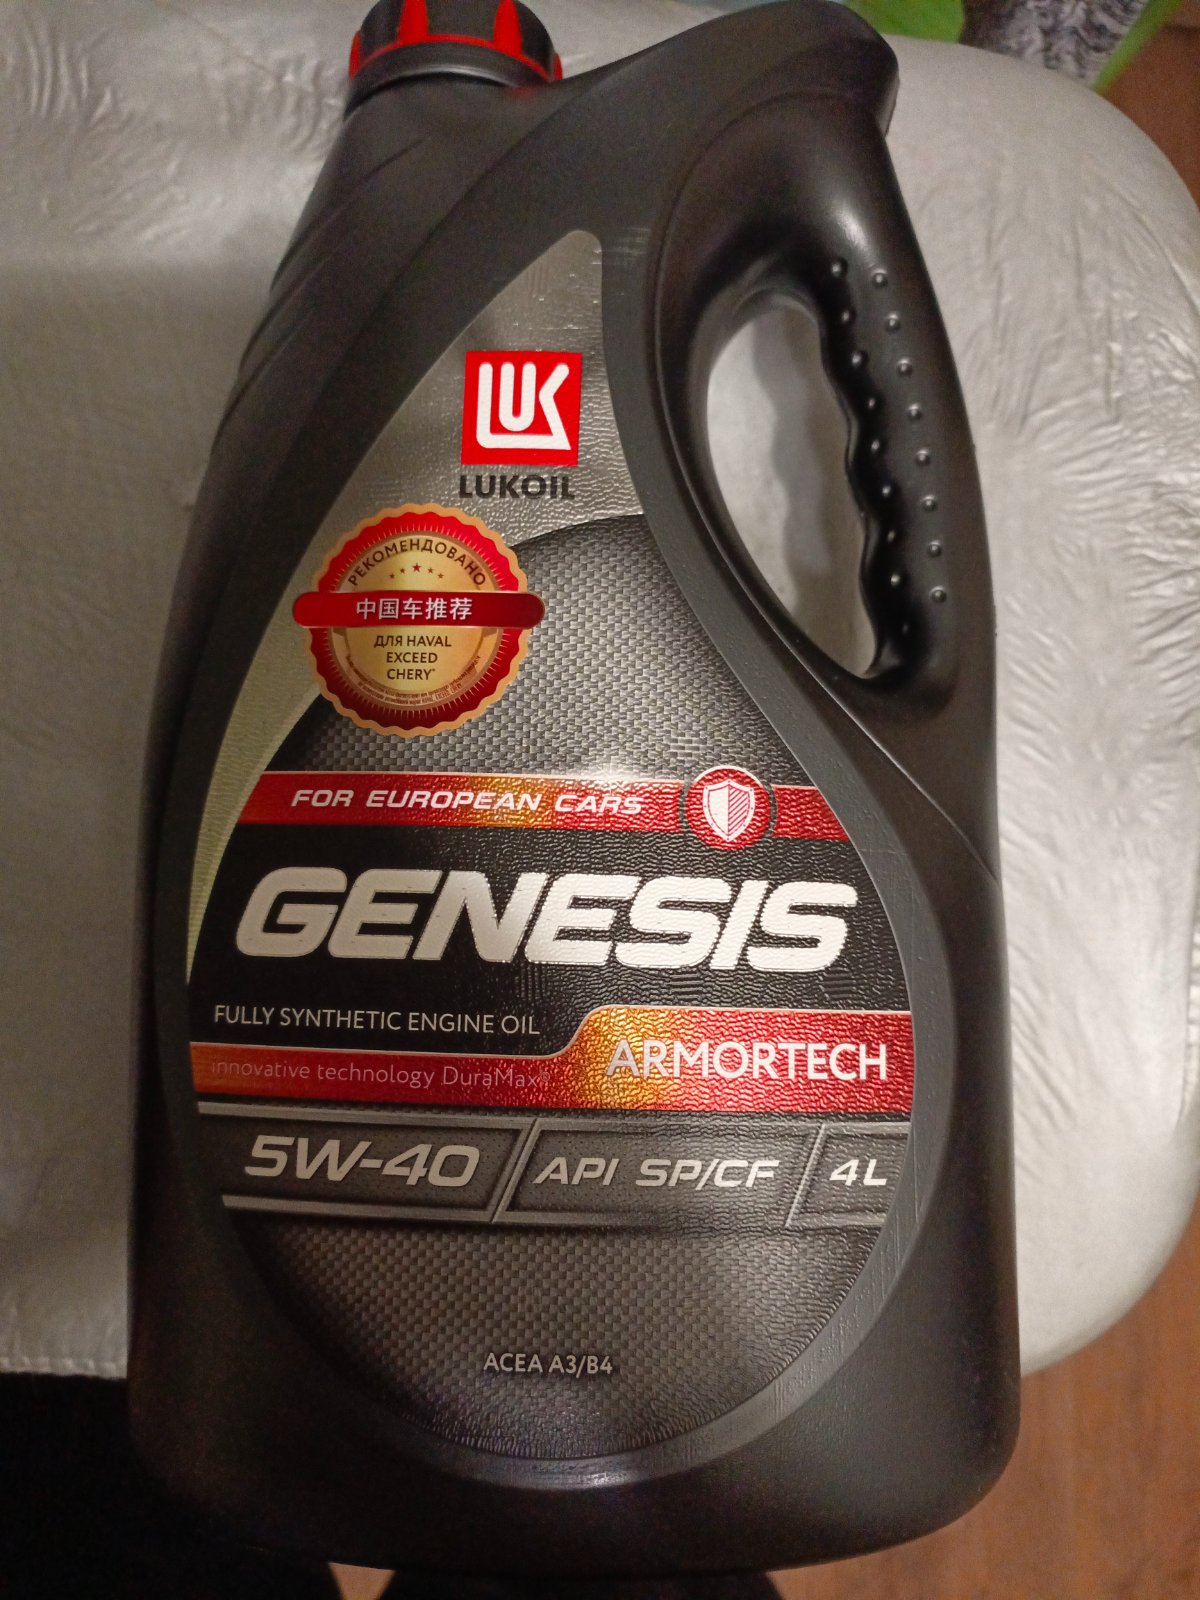 LUK
LUKOIL
РЕКОМЕНДОВАНО
中国车推荐
ДЛЯ HAVAL
EXCEED
CHERY*
FOR EUROPEAN CARS
GENESIS
FULLY SYNTHETIC ENGINE OIL
ARMORTECH
innovative technology DuraMax®
5W-40 API SP/CF 4L
ACEA A3/B4